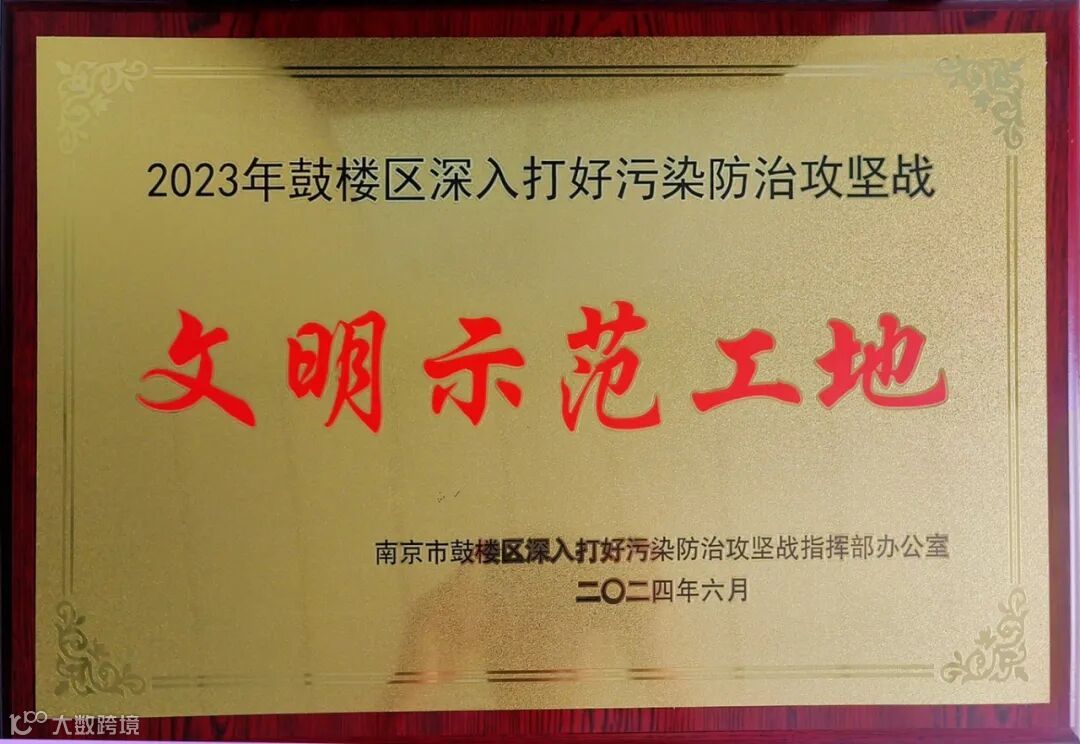 2023年鼓楼区深入打好污染防治攻坚战
文明示范工地
南京市鼓楼区深入打好污染防治攻坚战指挥部办公室
二〇二四年六月
大数跨境